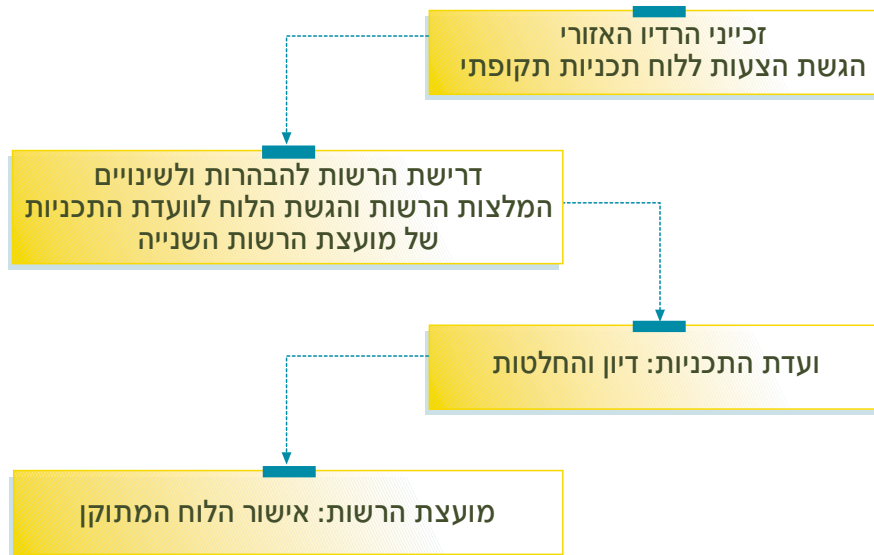 זכייני הרדיו האזורי
הגשת הצעות ללוח תכניות תקופתי
דרישת הרשות להבהרות ולשינויים
המלצות הרשות והגשת הלוח לוועדת התכניות
של מועצת הרשות השנייה
ועדת התכניות: דיון והחלטות
מועצת הרשות: אישור הלוח המתוקן